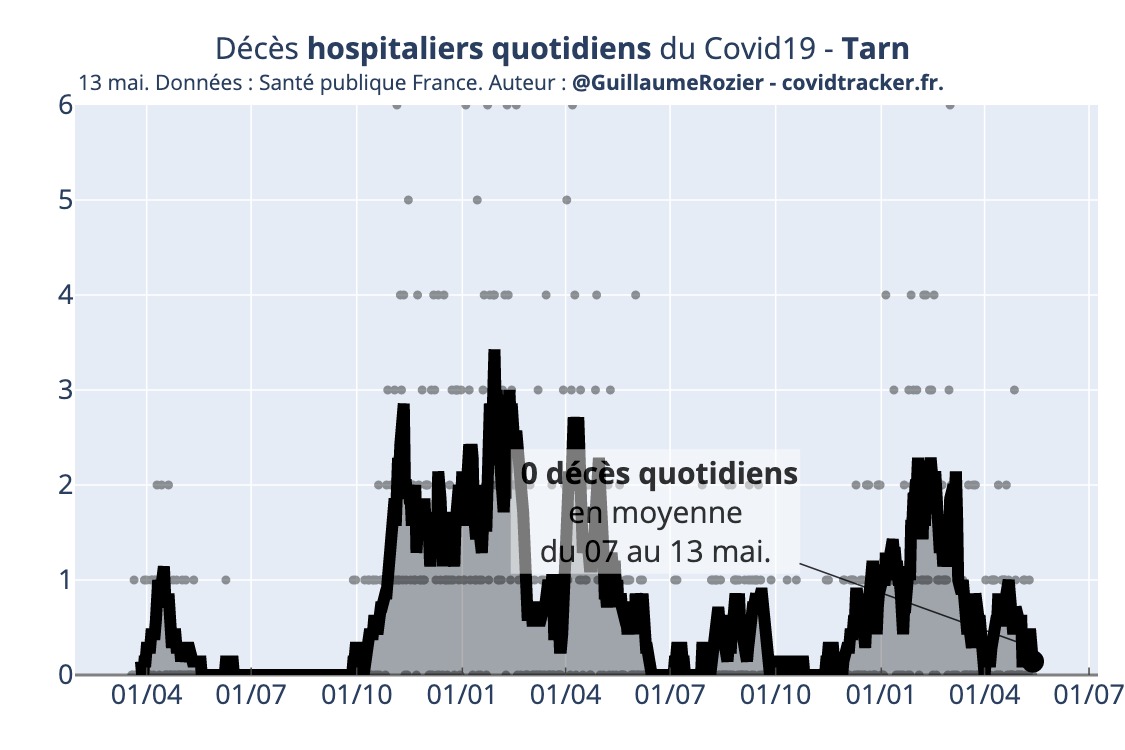 Décès hospitaliers quotidiens du Covid19 - Tarn
13 mai. Données : Santé publique France. Auteur : @GuillaumeRozier - covidtracker.fr.
6
5
4
3
2
1
0
0 décès quotidiens
en moyenne
du 07 au 13 mai.
01/04 01/07 01/10 01/01 01/04 01/07 01/10 01/01 01/04 01/07